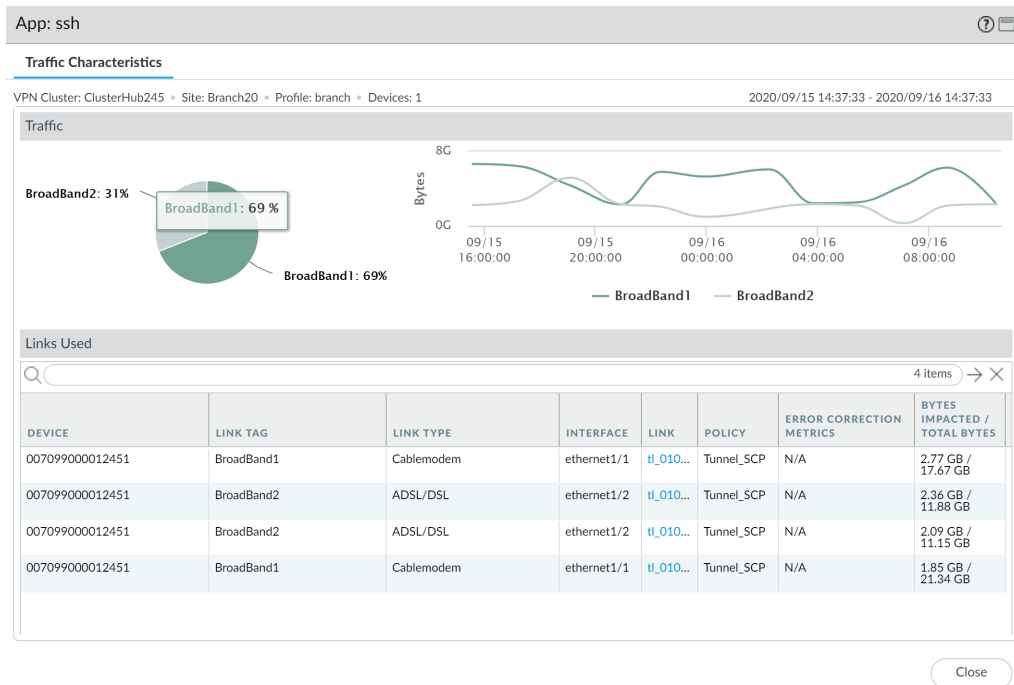 App: ssh
Traffic Characteristics
VPN Cluster: ClusterHub245 • Site: Branch20 • Profile: branch • Devices: 1
2020/09/15 14:37:33 - 2020/09/16 14:37:33
Traffic
BroadBand2: 31%
BroadBand1: 69 %
BroadBand1: 69%
8G
Bytes
0G
09/15 16:00:00
09/15 20:00:00
09/16 00:00:00
09/16 04:00:00
09/16 08:00:00
BroadBand1 BroadBand2
Links Used
4 items
DEVICE LINK TAG LINK TYPE INTERFACE LINK POLICY ERROR CORRECTION METRICS BYTES IMPACTED / TOTAL BYTES
007099000012451 BroadBand1 Cablemodem ethernet1/1 tl_010... Tunnel_SCP N/A 2.77 GB / 17.67 GB
007099000012451 BroadBand2 ADSL/DSL ethernet1/2 tl_010... Tunnel_SCP N/A 2.36 GB / 11.88 GB
007099000012451 BroadBand2 ADSL/DSL ethernet1/2 tl_010... Tunnel_SCP N/A 2.09 GB / 11.15 GB
007099000012451 BroadBand1 Cablemodem ethernet1/1 tl_010... Tunnel_SCP N/A 1.85 GB / 21.34 GB
Close